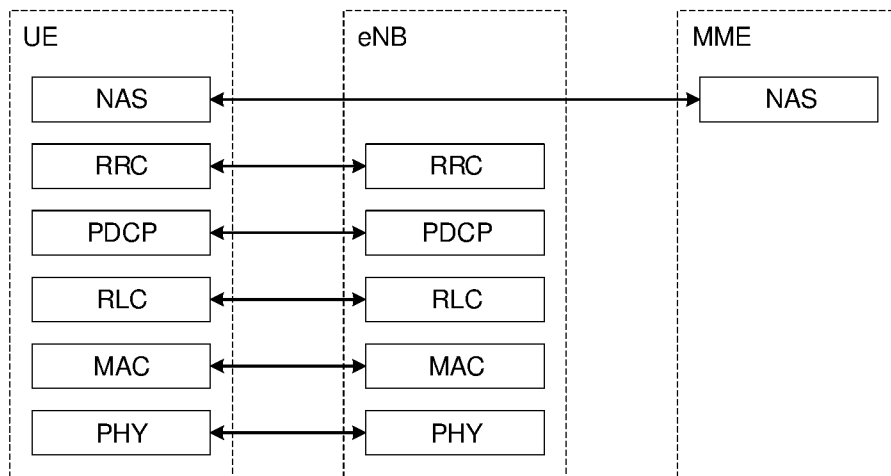 UE eNB MME
NAS NAS
RRC RRC
PDCP PDCP
RLC RLC
MAC MAC
PHY PHY